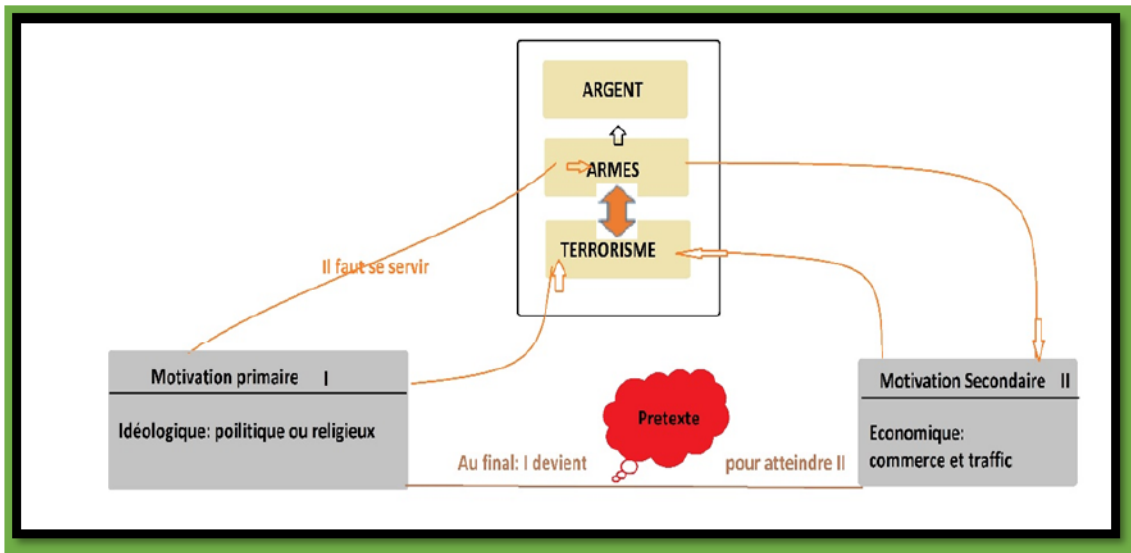 ARGENT
ARMES
TERRORISME
Il faut se servir
Motivation primaire I
Idéologique: poilitique ou religieux
Motivation Secondaire II
Economique:
commerce et traffic
Pretexte
Au final: I devient pour atteindre II